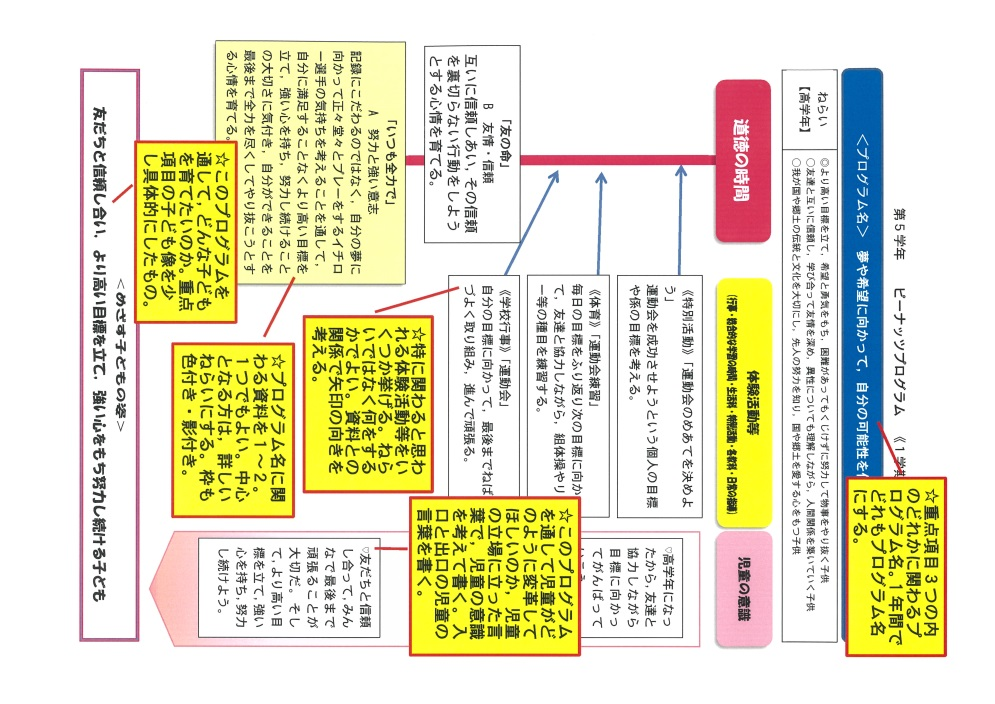 第５学年　ピーナッツプログラム　《１学期
＜プログラム名＞　夢や希望に向かって，自分の可能性を
☆重点項目３つの内
のどれかに関わるプ
ログラム名。１年間で
どれもプログラム名
にする。
ねらい
【高学年】
◎より高い目標を立て，希望と勇気をもち，困難があってもくじけずに努力して物事をやり抜く子供
○友達と互いに信頼し，学び合って友情を深め，異性についても理解しながら，人間関係を築いていく子供
○我が国や郷土の伝統と文化を大切にし，先人の努力を知り，国や郷土を愛する心をもつ子供
道徳の時間
体験活動等
（行事・総合的な学習の時間・生活科・特別活動・各教科・日常の指導）
児童の意識
《特別活動》「運動会のめあてを決めよ
う」
運動会を成功させようという個人の目標
や係の目標を考える。
《体育》「運動会練習」
毎日の目標をふり返り次の目標に向か
て，友達と協力しながら，組体操やリ
ー等の種目を練習する。
《学校行事》「運動会」
自分の目標に向かって，最後までねば
づよく取り組み，進んで頑張る。
「友の命」
B　友情・信頼
互いに信頼しあい，その信頼
を裏切らない行動をしよう
とする心情を育てる。
「いつも全力で」
A　努力と強い意志
記録にこだわるのではなく，自分の夢に
向かって正々堂々とプレーをするイチロ
ー選手の気持ちを考えることを通して，
自分に満足することなくより高い目標を
立て，強い心を持ち，努力し続けること
の大切さに気付き，自分ができることを
最後まで全力を尽くしてやり抜こうとす
る心情を育てる。
♡高学年になっ
たから，友達と
協力しながら
目標に向かっ
てがんばって
☆このプログラム
を通して児童がど
のように変革して
ほしいのか，児童
の立場に立った言
葉で，児童の意識
を考えて書く。入
口と出口の児童の
言葉を書く。
♡友だちと信頼
し合って，みん
なで最後まで
頑張ることが
大切だ。そし
て，より高い目
標を立て，強い
心を持ち，努力
し続けよう。
☆特に関わると思わ
れる体験活動等をい
くつか挙げる。ねら
いではなく何をする
かでよい。資料との
関係で矢印の向きを
考える。
☆プログラム名に関
わる資料を１～２。
１つでもよい。中心
となる方は，詳しい
ねらいにする。枠も
色付き・影付き。
☆このプログラムを
通して，どんな子ども
を育てたいのか。重点
項目の子ども像を少
し具体的にしたもの。
＜めざす子どもの姿＞
友だちと信頼し合い，より高い目標を立て，強い心をもち努力し続ける子ども